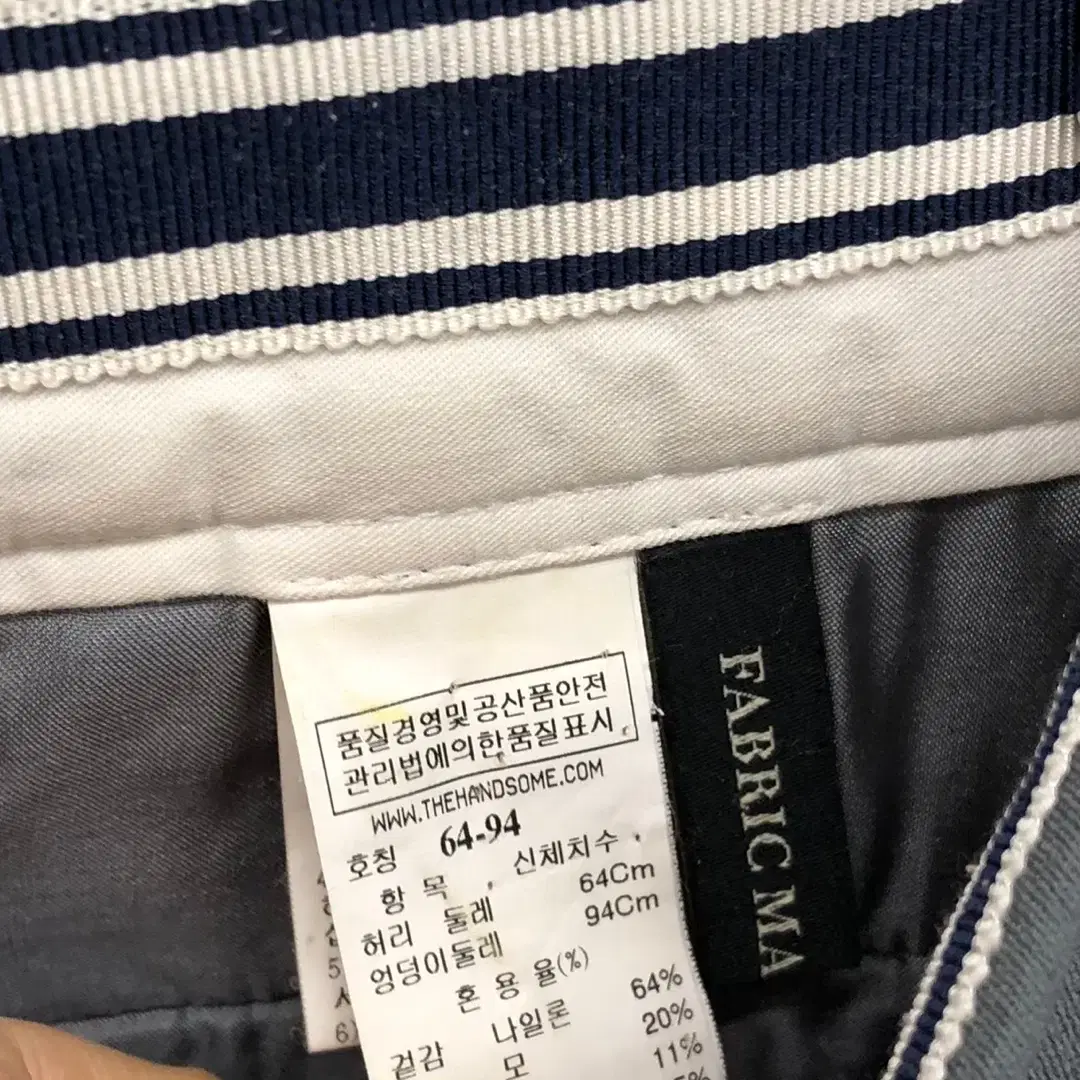 품질경영및공산품안전
관리법에의한품질표시
WWW.THEHANDSOME.COM
호칭 64-94
항 목 신체치수
허리 둘레 64Cm
엉덩이둘레 94Cm
혼 용 율(%)
겉감 나일론 64%
모 20%
11%
FABRIC MA